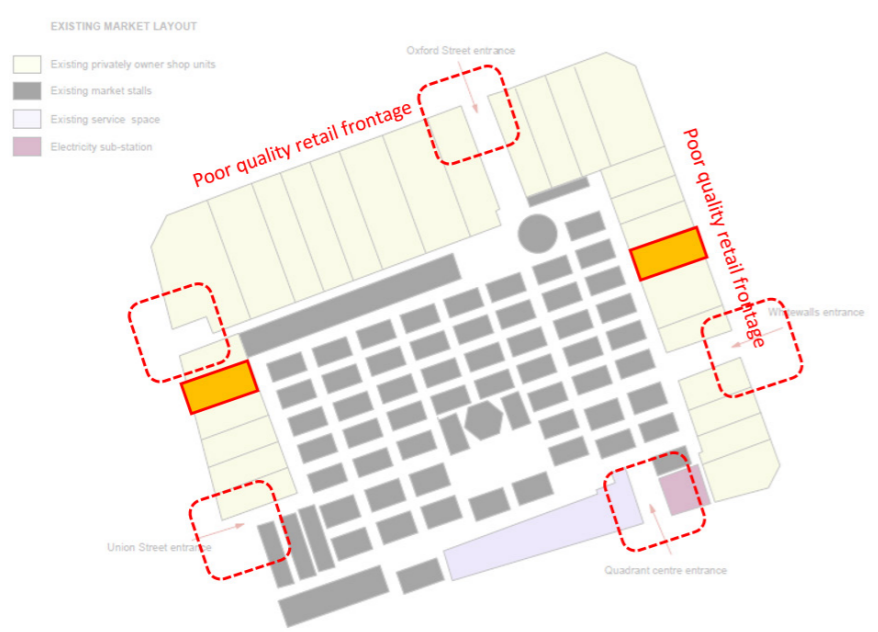 EXISTING MARKET LAYOUT
Existing privately owner shop units
Existing market stalls
Existing service space
Electricity sub-station
Oxford Street entrance
Poor quality retail frontage
Poor quality retail frontage
Whitewalls entrance
Union Street entrance
Quadrant centre entrance